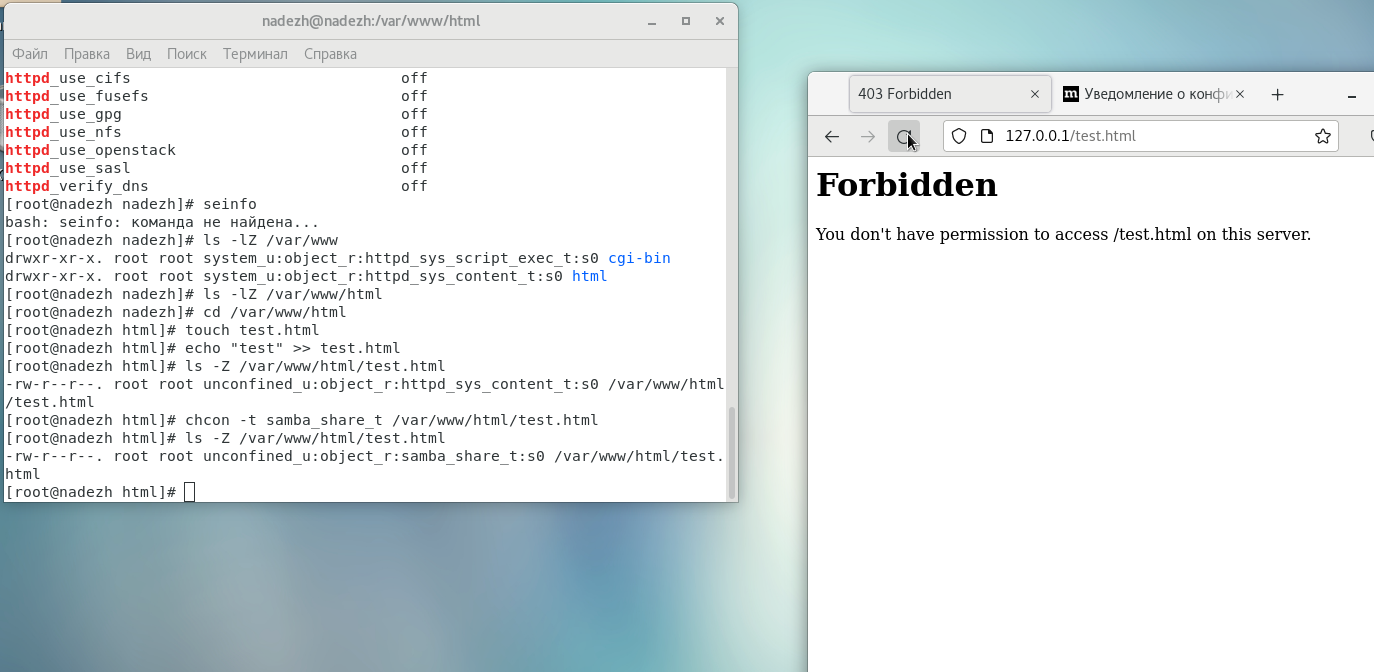 nadezh@nadezh:/var/www/html
Файл Правка Вид Поиск Терминал Справка
httpd_use_cifs off
httpd_use_fusefs off
httpd_use_gpg off
httpd_use_nfs off
httpd_use_openstack off
httpd_use_sasl off
httpd_verify_dns off
[root@nadezh nadezh]# seinfo
bash: seinfo: команда не найдена...
[root@nadezh nadezh]# ls -lZ /var/www
drwxr-xr-x. root root system_u:object_r:httpd_sys_script_exec_t:s0 cgi-bin
drwxr-xr-x. root root system_u:object_r:httpd_sys_content_t:s0 html
[root@nadezh nadezh]# ls -lZ /var/www/html
[root@nadezh nadezh]# cd /var/www/html
[root@nadezh html]# touch test.html
[root@nadezh html]# echo "test" >> test.html
[root@nadezh html]# ls -Z /var/www/html/test.html
-rw-r--r--. root root unconfined_u:object_r:httpd_sys_content_t:s0 /var/www/html
/test.html
[root@nadezh html]# chcon -t samba_share_t /var/www/html/test.html
[root@nadezh html]# ls -Z /var/www/html/test.html
-rw-r--r--. root root unconfined_u:object_r:samba_share_t:s0 /var/www/html/test.
html
[root@nadezh html]#
403 Forbidden
m Уведомление о конфи
127.0.0.1/test.html
Forbidden
You don't have permission to access /test.html on this server.